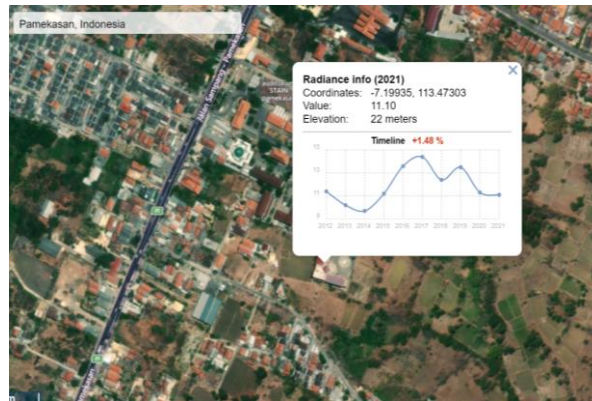 Pamekasan, Indonesia
STAIN
Radiance info (2021)
Coordinates: -7.19935, 113.47303
Value: 11.10
Elevation: 22 meters
Timeline +1.48 %
13
11
9
2012 2013 2014 2015 2016 2017 2018 2019 2020 2021